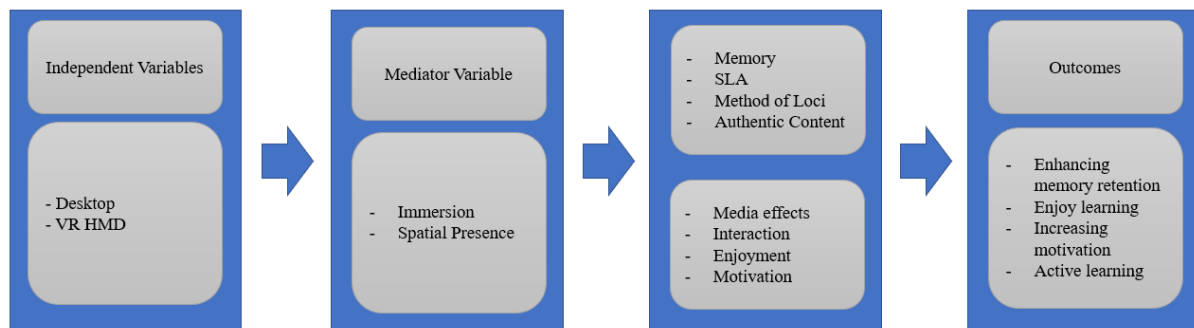 Independent Variables
- Desktop
- VR HMD
Mediator Variable
- Immersion
- Spatial Presence
- Memory
- SLA
- Method of Loci
- Authentic Content
- Media effects
- Interaction
- Enjoyment
- Motivation
Outcomes
- Enhancing
memory retention
- Enjoy learning
- Increasing
motivation
- Active learning